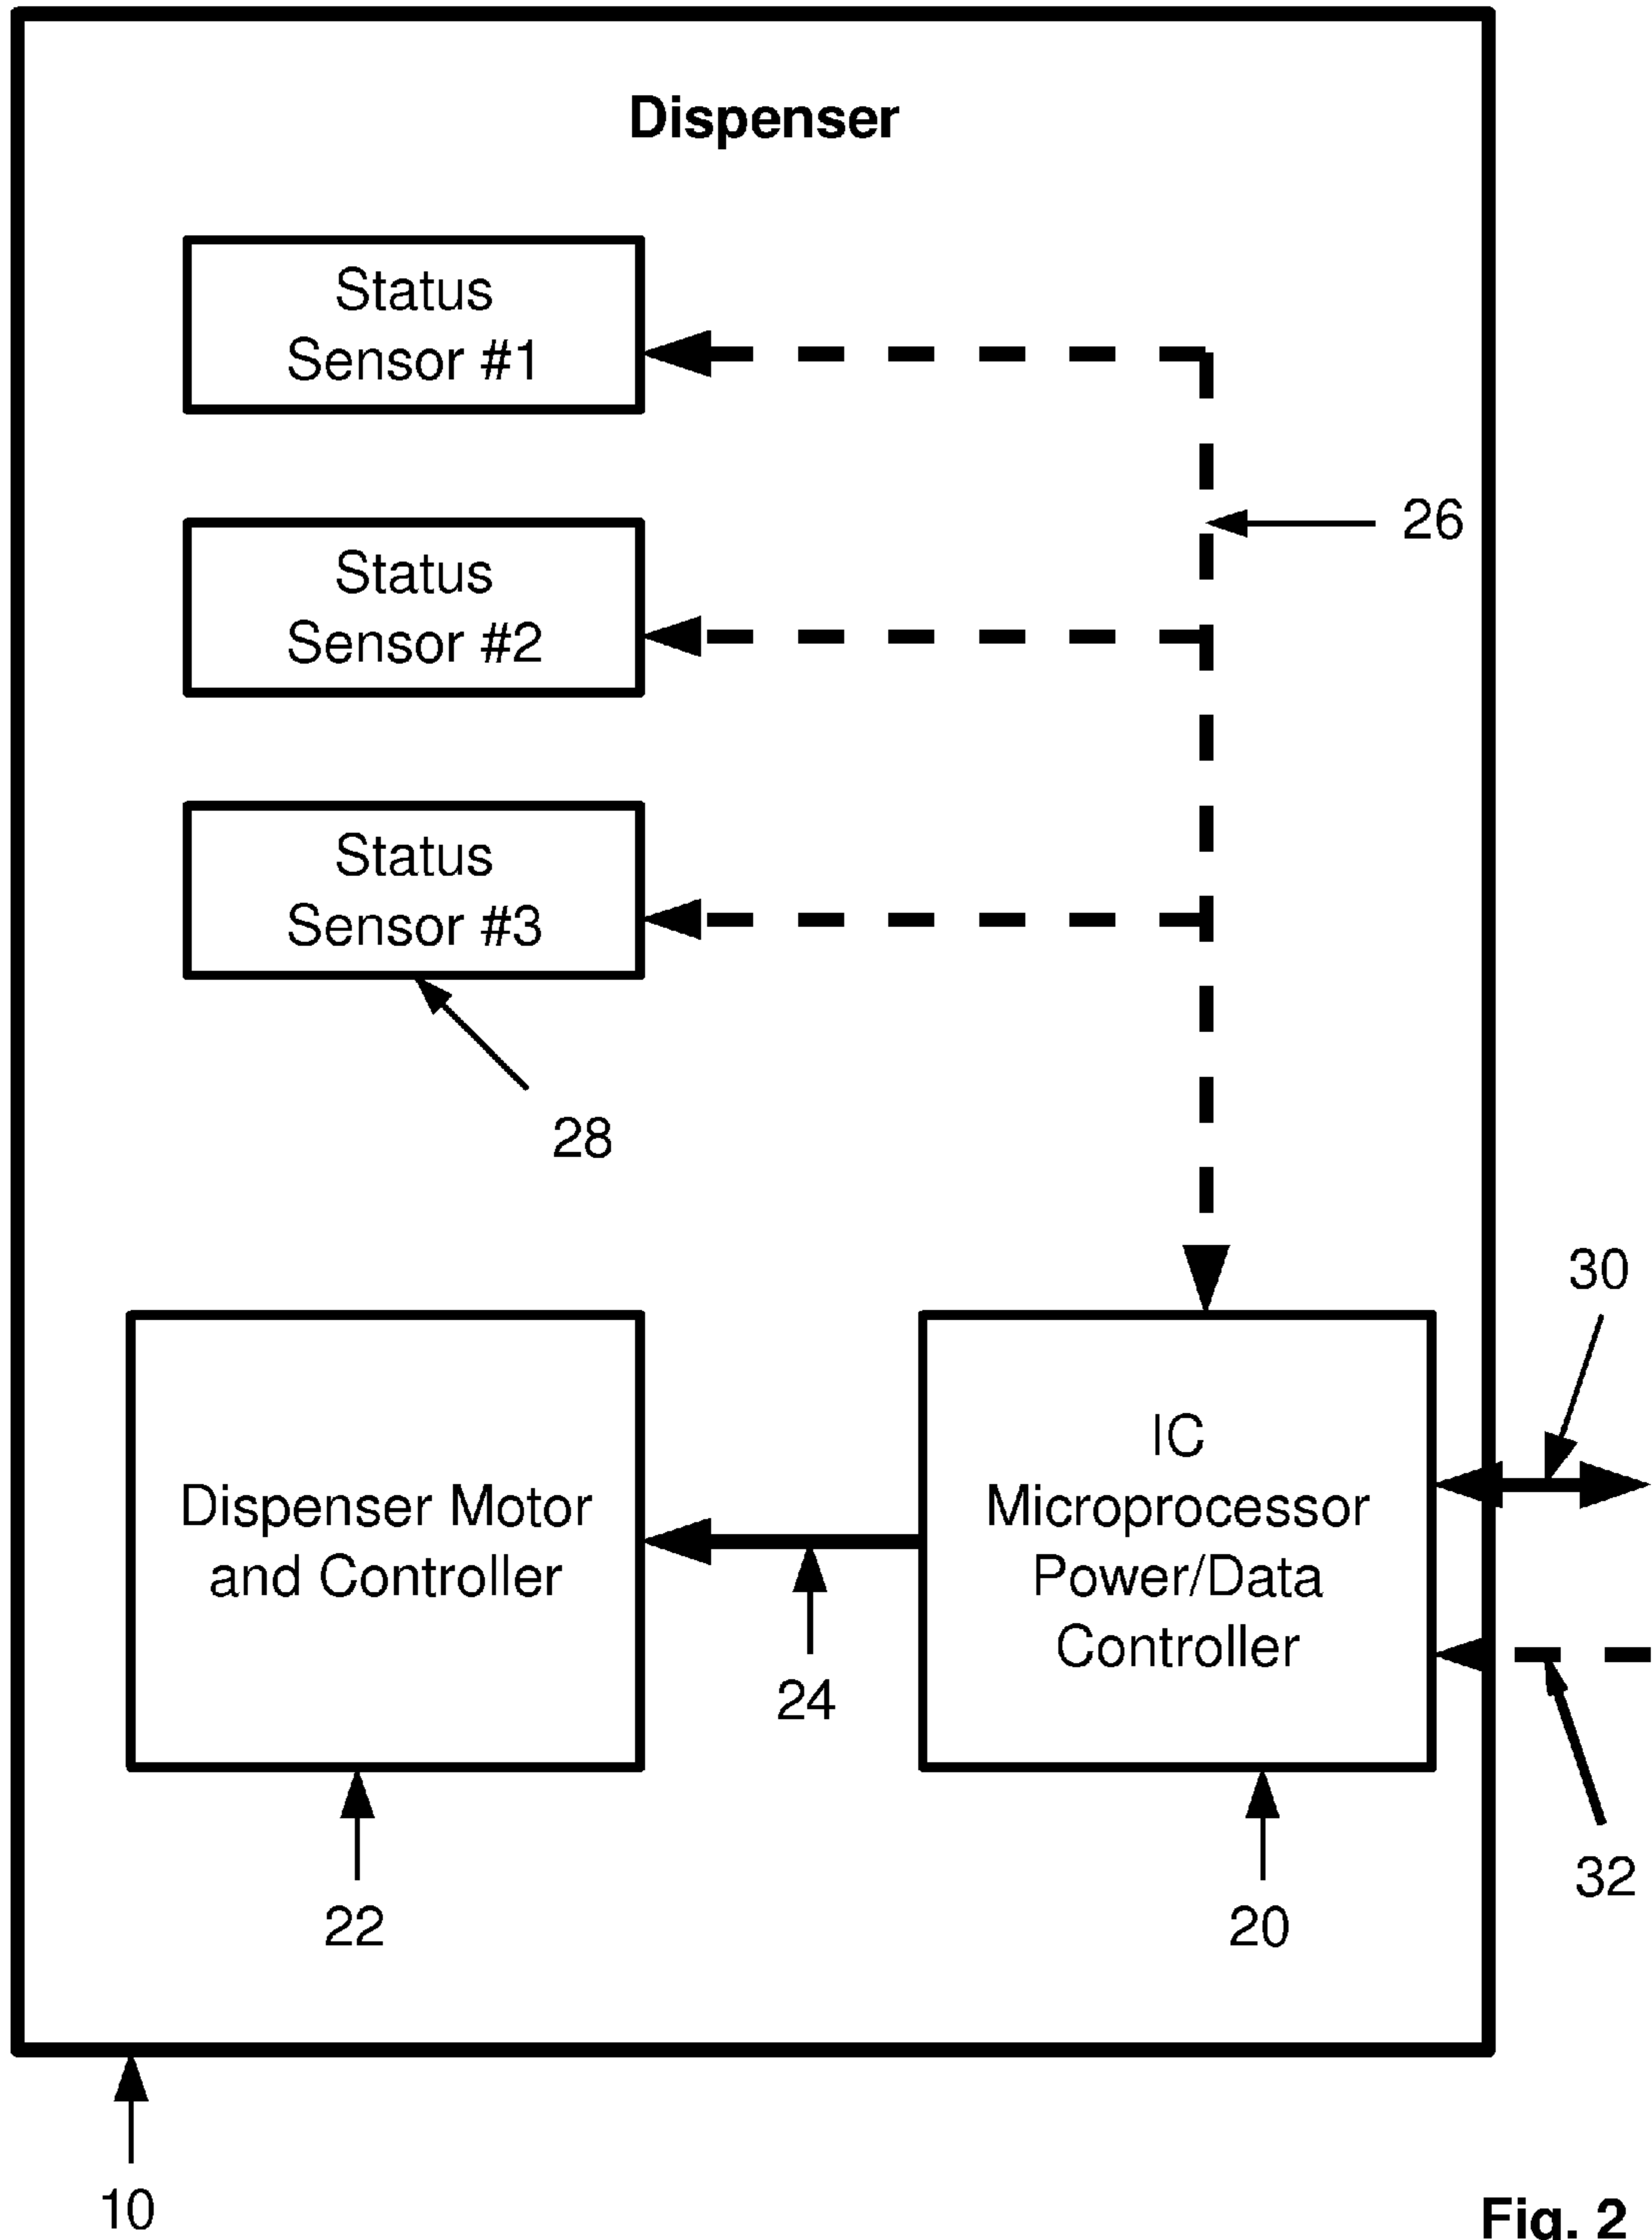 Dispenser
Status
Sensor #1
26
Status
Sensor #2
Status
Sensor #3
28
30
IC
Microprocessor
Power/Data
Controller
Dispenser Motor
and Controller
24
32
22
20
10
Fig. 2